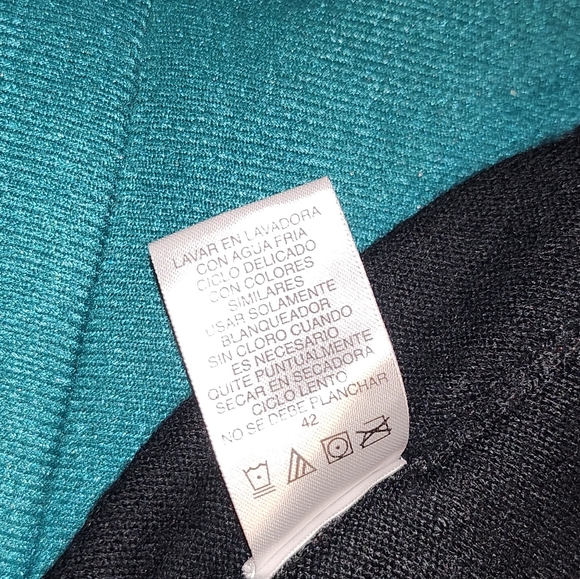 LAVAR EN LAVADORA
CON AGUA FRIA
CICLO DELICADO
CON COLORES
SIMILARES
USAR SOLAMENTE
BLANQUEADOR
SIN CLORO CUANDO
ES NECESARIO
QUITE PUNTUALMENTE
SECAR EN SECADORA
CICLO LENTO
NO SE DEBE PLANCHAR
42